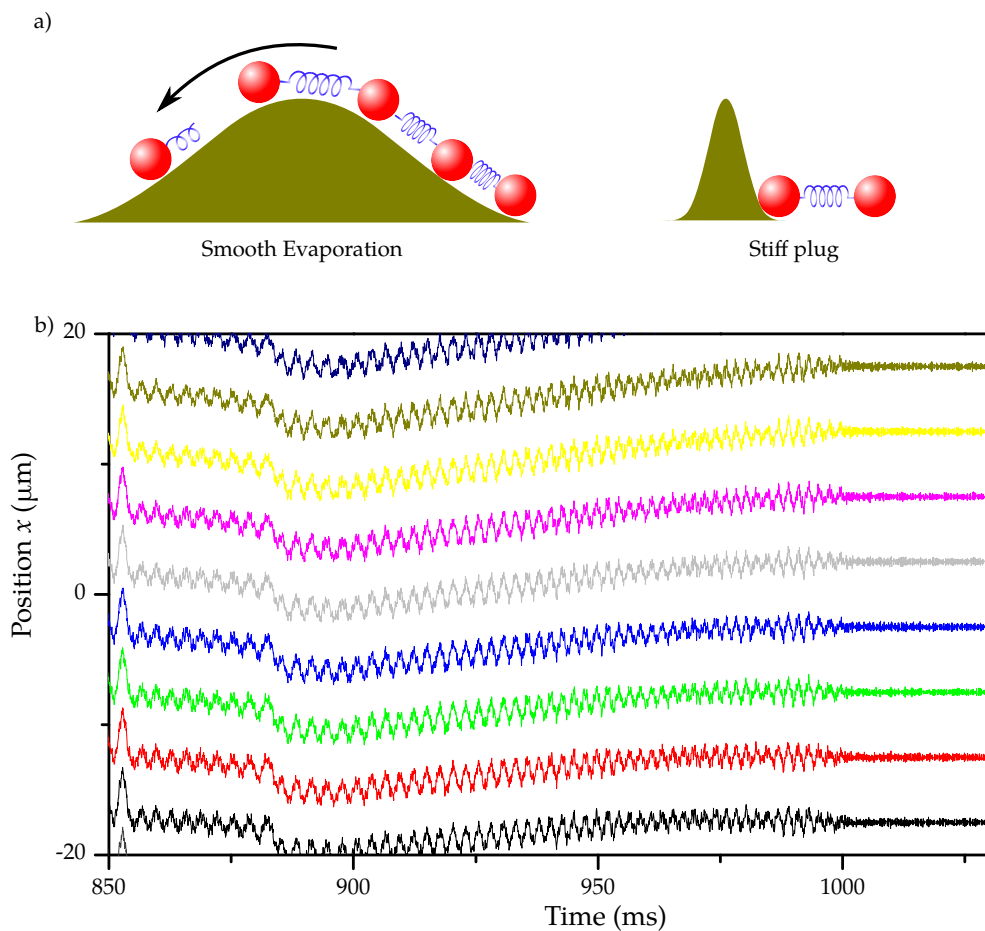 a)
Smooth Evaporation
Stiff plug
b)
20
0
-20
Position x (μm)
850
900
950
1000
Time (ms)